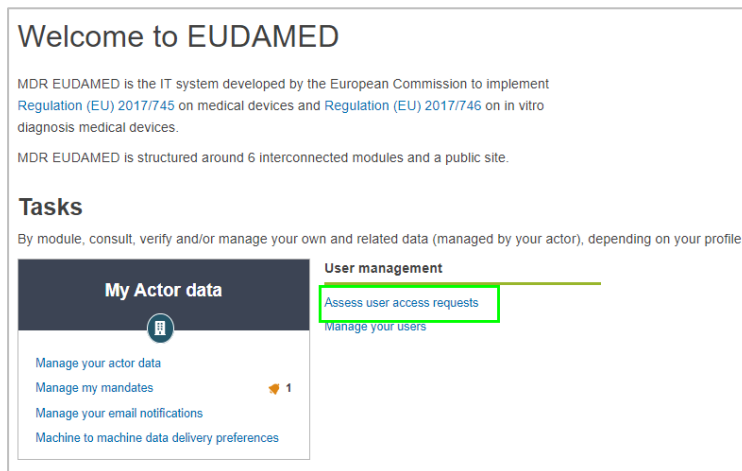 Welcome to EUDAMED
MDR EUDAMED is the IT system developed by the European Commission to implement
Regulation (EU) 2017/745 on medical devices and Regulation (EU) 2017/746 on in vitro
diagnosis medical devices.
MDR EUDAMED is structured around 6 interconnected modules and a public site.
Tasks
By module, consult, verify and/or manage your own and related data (managed by your actor), depending on your profile
My Actor data
Manage your actor data
Manage my mandates 1
Manage your email notifications
Machine to machine data delivery preferences
User management
Assess user access requests
Manage your users